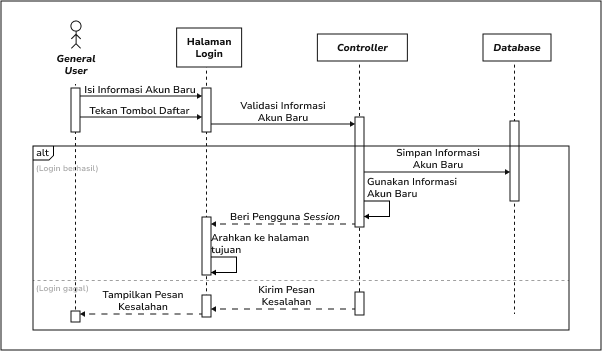 General
User
Halaman
Login
Controller
Database
Isi Informasi Akun Baru
Tekan Tombol Daftar
Validasi Informasi
Akun Baru
alt
(Login berhasil)
Simpan Informasi
Akun Baru
Gunakan Informasi
Akun Baru
Beri Pengguna Session
Arahkan ke halaman
tujuan
(Login gagal)
Kirim Pesan
Kesalahan
Tampilkan Pesan
Kesalahan